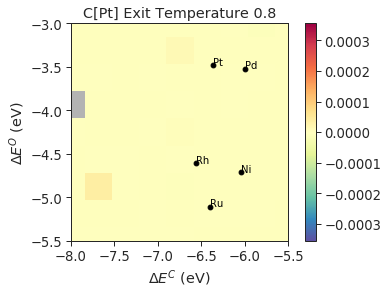 C[Pt] Exit Temperature 0.8
−3.0
−3.5
−4.0
−4.5
−5.0
−5.5
ΔE^O (eV)
Pt
Pd
Rh
Ni
Ru
−8.0 −7.5 −7.0 −6.5 −6.0 −5.5
ΔE^C (eV)
0.0003
0.0002
0.0001
0.0000
−0.0001
−0.0002
−0.0003